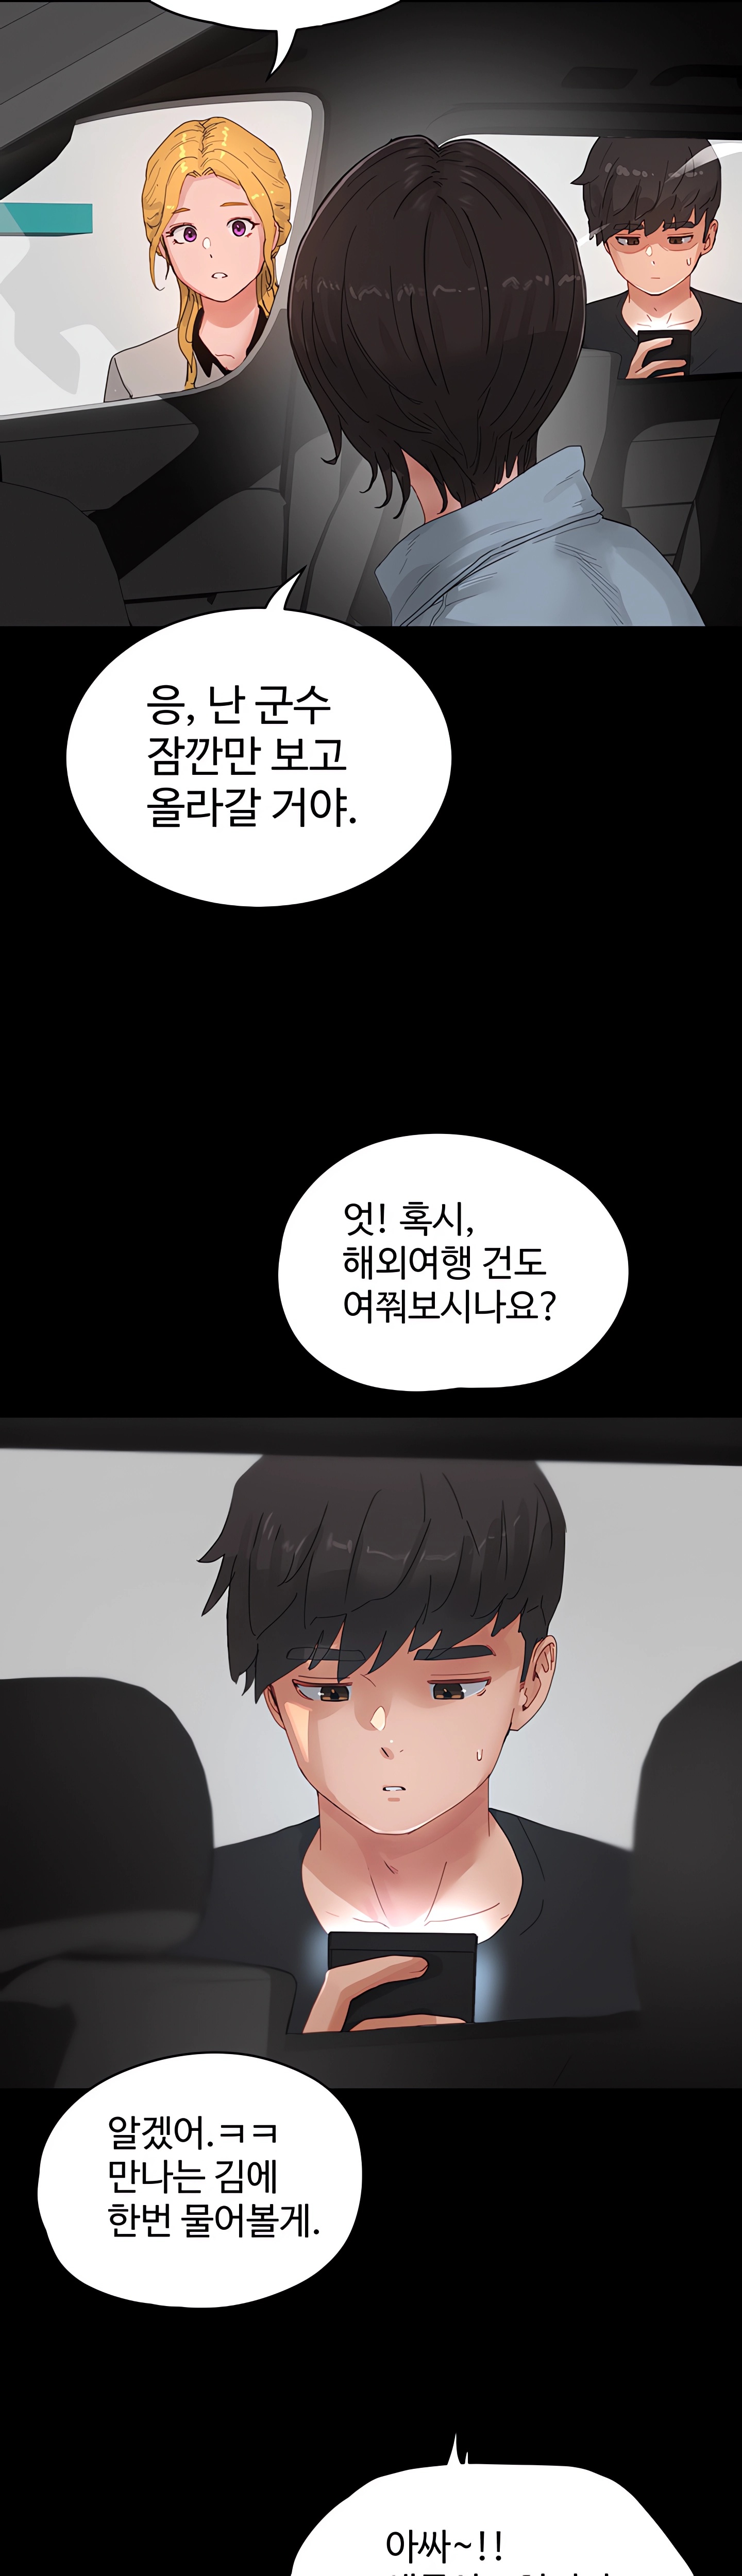 응, 난 군수
잠깐만 보고
올라갈 거야.
엇! 혹시,
해외여행 건도
여쭤보시나요?
알겠어.ㅋㅋ
만나는 김에
한번 물어볼게.
아싸~!!